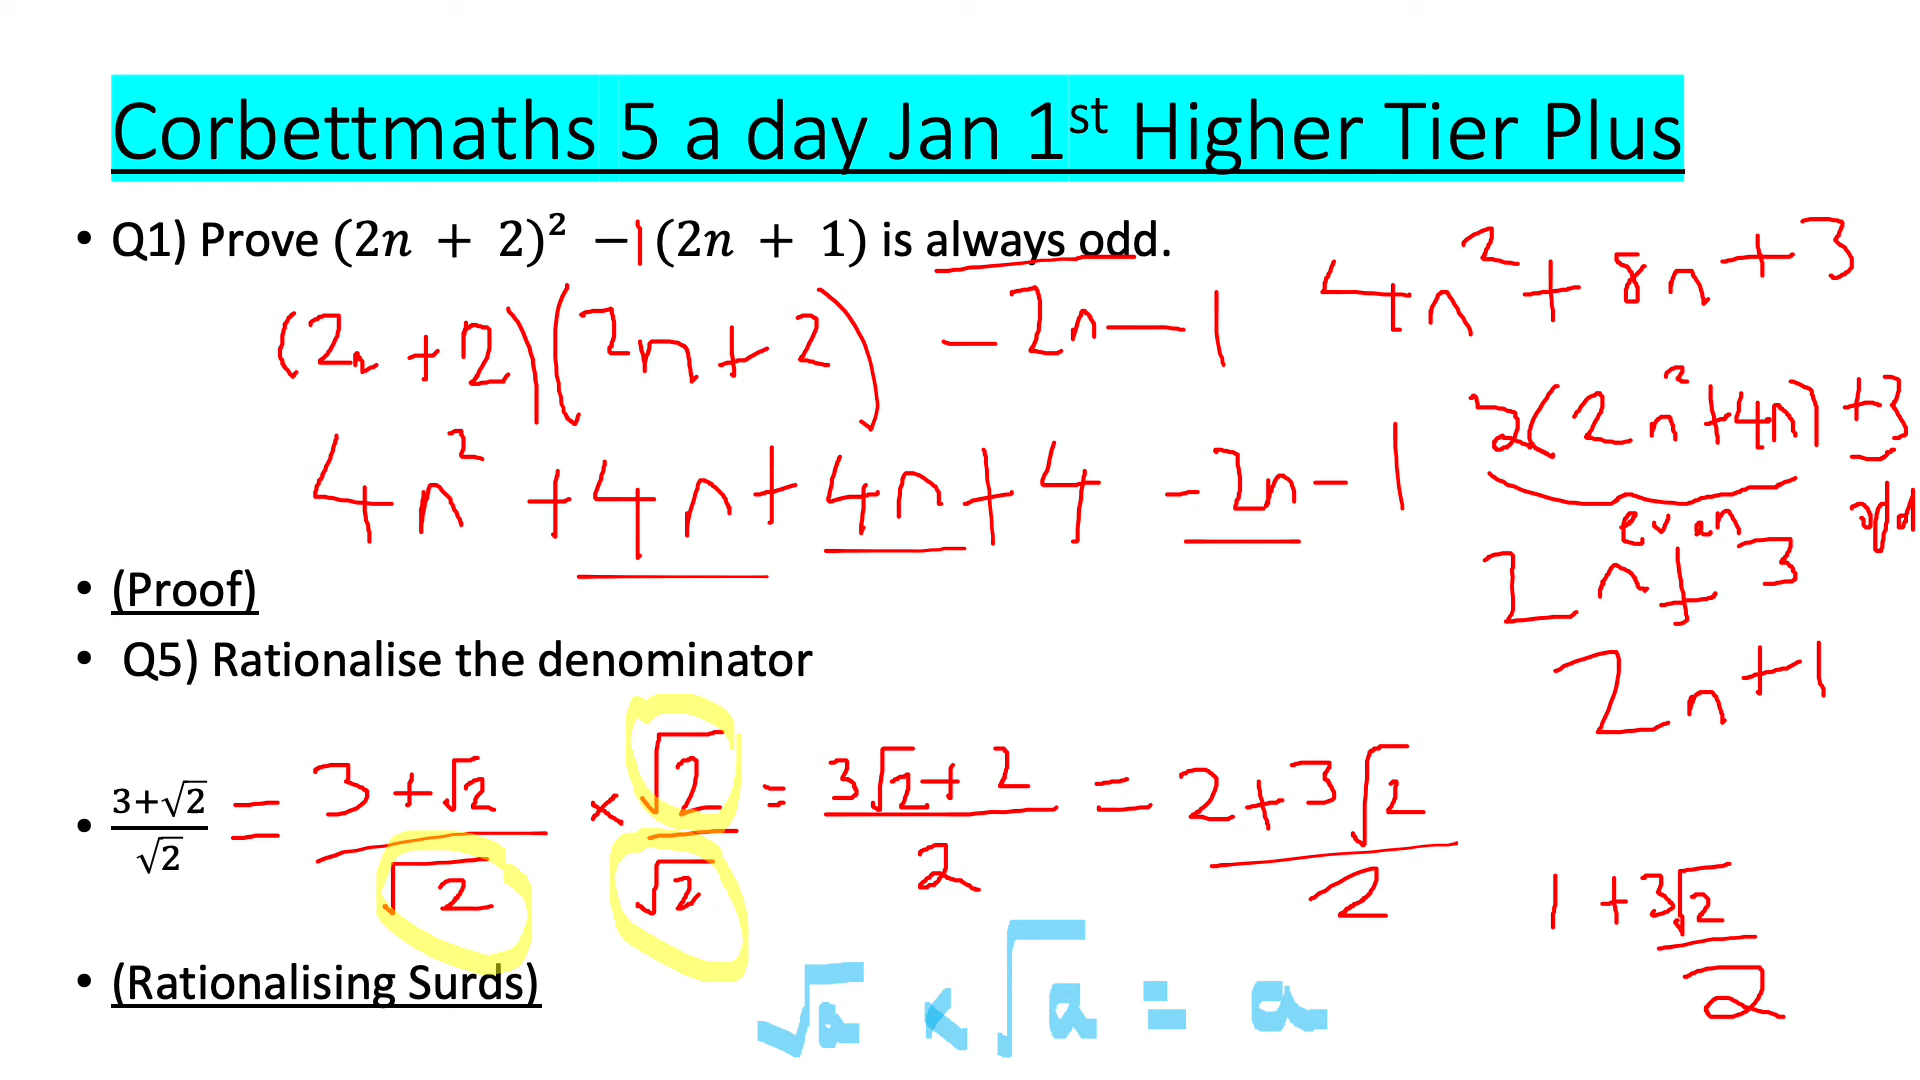 Corbettmaths 5 a day Jan 1st Higher Tier Plus
• Q1) Prove (2n + 2)² −1(2n + 1) is always odd.
(2n + 2)(2n + 2) − 2n − 1
4n² + 4n + 4n + 4 − 2n − 1
4n² + 8n + 3
2(2n² + 4n) + 3
even odd
2n + 3
2n + 1
• (Proof)
• Q5) Rationalise the denominator
• (3+√2)/√2 = (3 + √2)/√2 × √2/√2 = (3√2 + 2)/2 = (2 + 3√2)/2
1 + 3√2/2
• (Rationalising Surds)
√a × √a = a